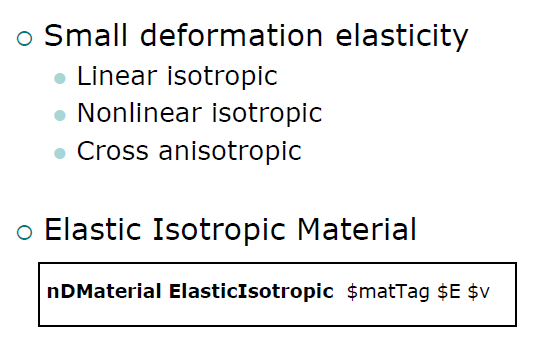 Small deformation elasticity
Linear isotropic
Nonlinear isotropic
Cross anisotropic
Elastic Isotropic Material
nDMaterial ElasticIsotropic $matTag $E $v